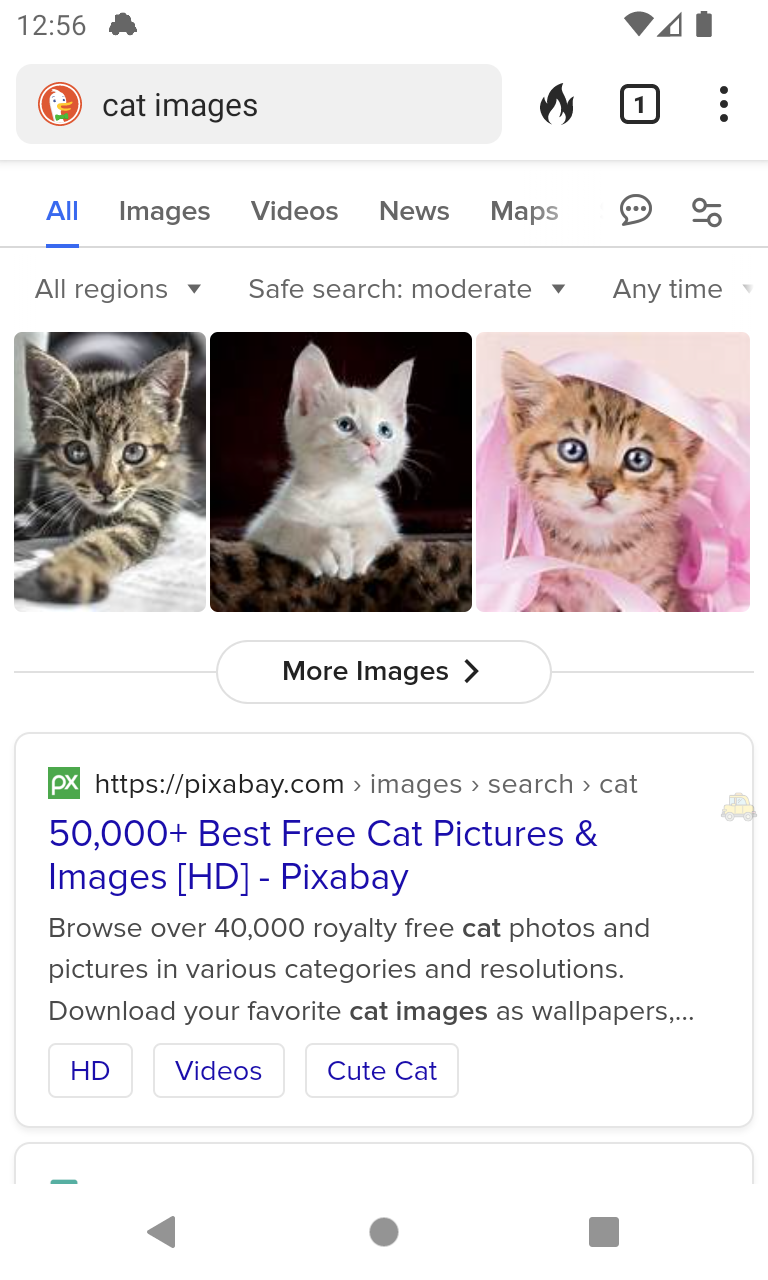 12:56
cat images
1
All Images Videos News Maps
All regions Safe search: moderate Any time
More Images
px https://pixabay.com › images › search › cat
50,000+ Best Free Cat Pictures &
Images [HD] - Pixabay
Browse over 40,000 royalty free cat photos and
pictures in various categories and resolutions.
Download your favorite cat images as wallpapers,...
HD Videos Cute Cat